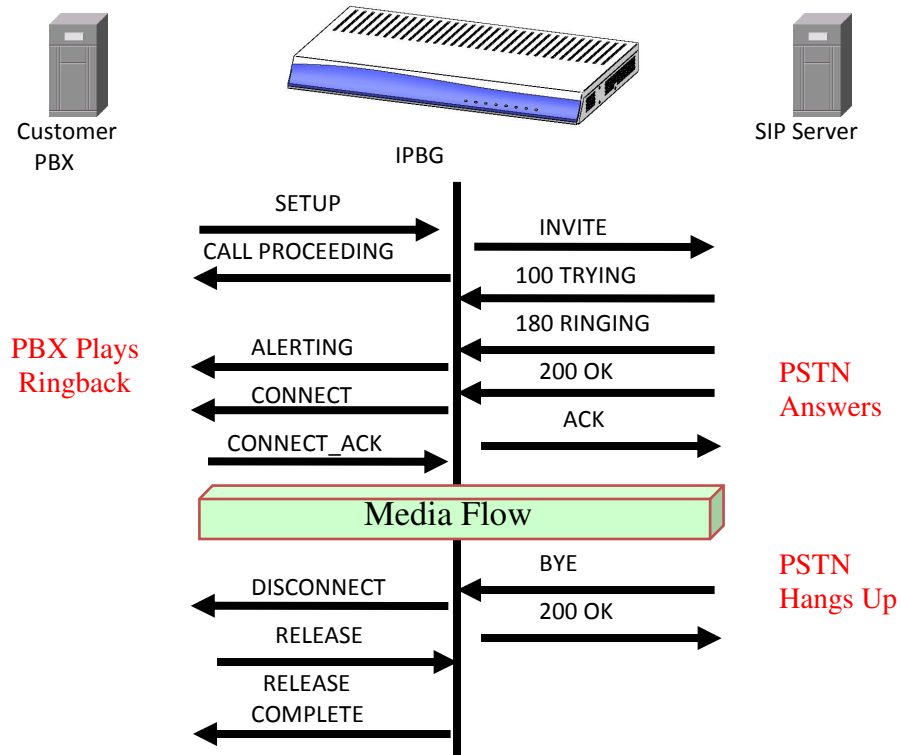 Customer
PBX
IPBG
SIP Server
SETUP
INVITE
CALL PROCEEDING
100 TRYING
180 RINGING
PBX Plays
Ringback
ALERTING
200 OK
PSTN
Answers
CONNECT
ACK
CONNECT_ACK
Media Flow
BYE
PSTN
Hangs Up
DISCONNECT
200 OK
RELEASE
RELEASE
COMPLETE